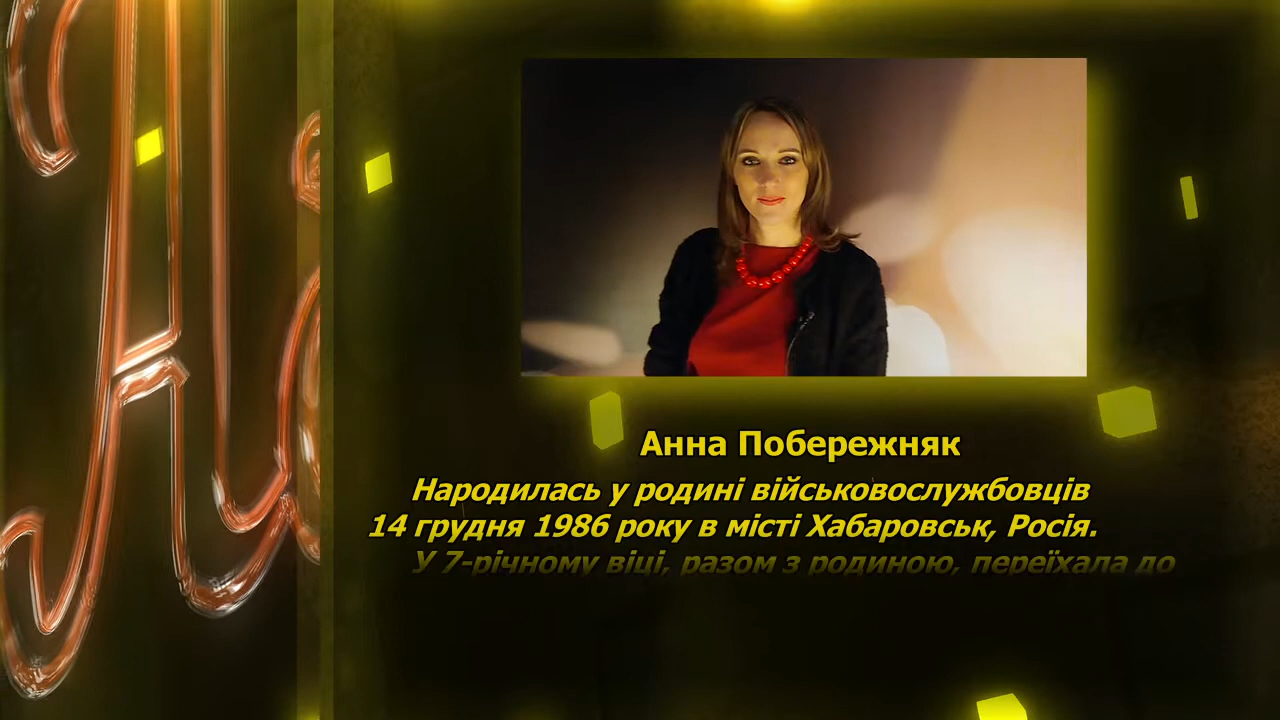 Анна Побережняк
Народилась у родині військовослужбовців
14 грудня 1986 року в місті Хабаровськ, Росія.
У 7-річному віці, разом з родиною, переїхала до